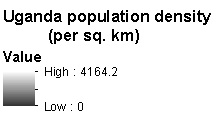 Uganda population density
(per sq. km)
Value
High : 4164.2
Low : 0